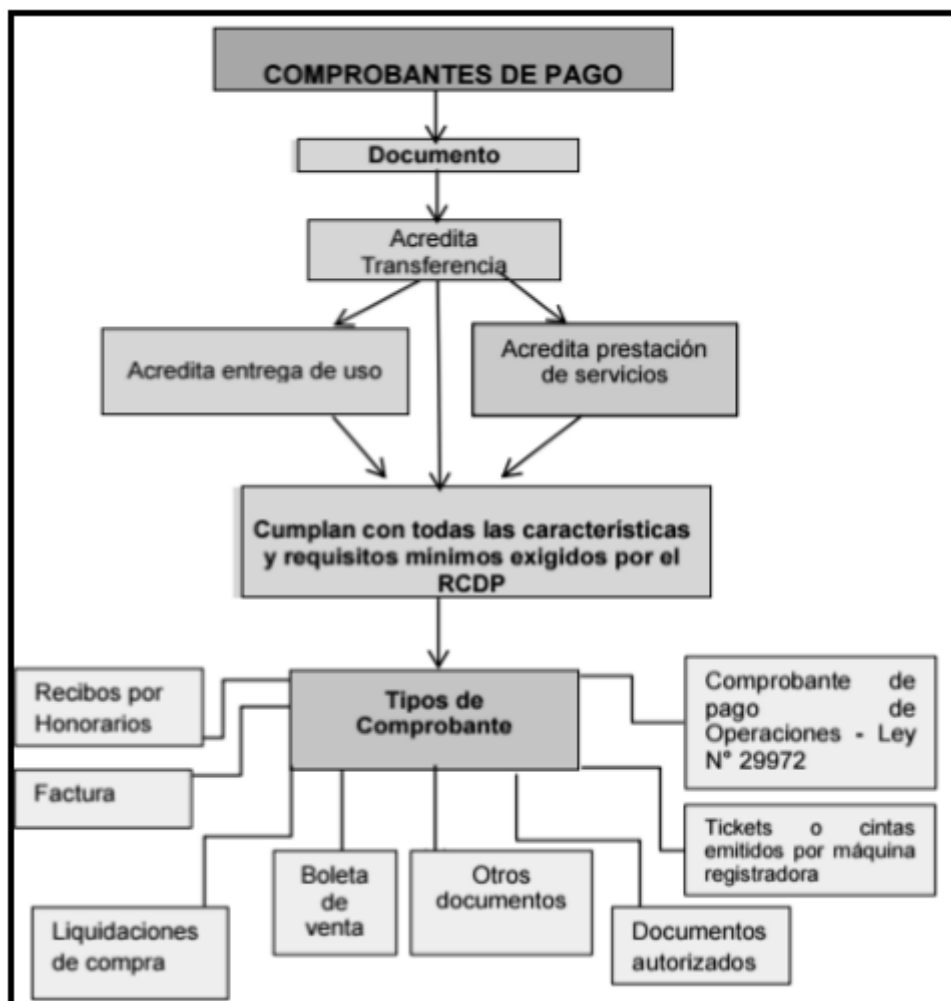 COMPROBANTES DE PAGO
Documento
Acredita
Transferencia
Acredita entrega de uso
Acredita prestación
de servicios
Cumplan con todas las características
y requisitos mínimos exigidos por el
RCDP
Tipos de
Comprobante
Recibos por
Honorarios
Factura
Liquidaciones
de compra
Boleta
de
venta
Otros
documentos
Documentos
autorizados
Comprobante de
pago de
Operaciones - Ley
N° 29972
Tickets o cintas
emitidos por máquina
registradora